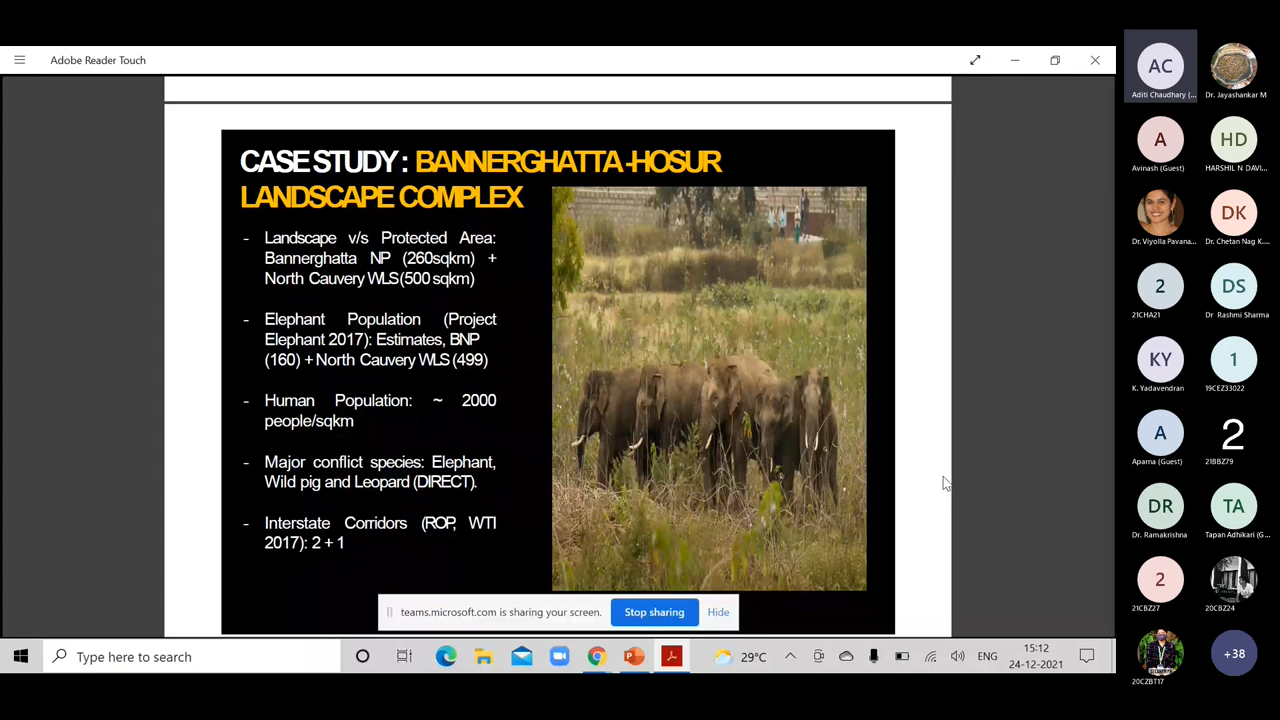 Adobe Reader Touch
CASE STUDY : BANNERGHATTA -HOSUR
LANDSCAPE COMPLEX
- Landscape v/s Protected Area:
Bannerghatta NP (260sqkm) +
North Cauvery WLS (500 sqkm)
- Elephant Population (Project
Elephant 2017): Estimates, BNP
(160) + North Cauvery WLS (499)
- Human Population: ~ 2000
people/sqkm
- Major conflict species: Elephant,
Wild pig and Leopard (DIRECT).
- Interstate Corridors (ROP, WTI
2017): 2 + 1
teams.microsoft.com is sharing your screen.
Stop sharing
Hide
Type here to search
29°C
ENG
15:12
24-12-2021
AC
Aditi Chaudhary (...
Dr. Jayashankar M
A
Avinash (Guest)
HD
HARSHIL N DAVI...
Dr. Viyolla Pavana...
DK
Dr. Chetan Nag K...
2
21CHA21
DS
Dr Rashmi Sharma
KY
K. Yadavendran
1
19CEZ33022
A
Aparna (Guest)
2
21BBZ79
DR
Dr. Ramakrishna
TA
Tapan Adhikari (G...
2
21CBZ27
20CBZ24
20CZBT17
+38